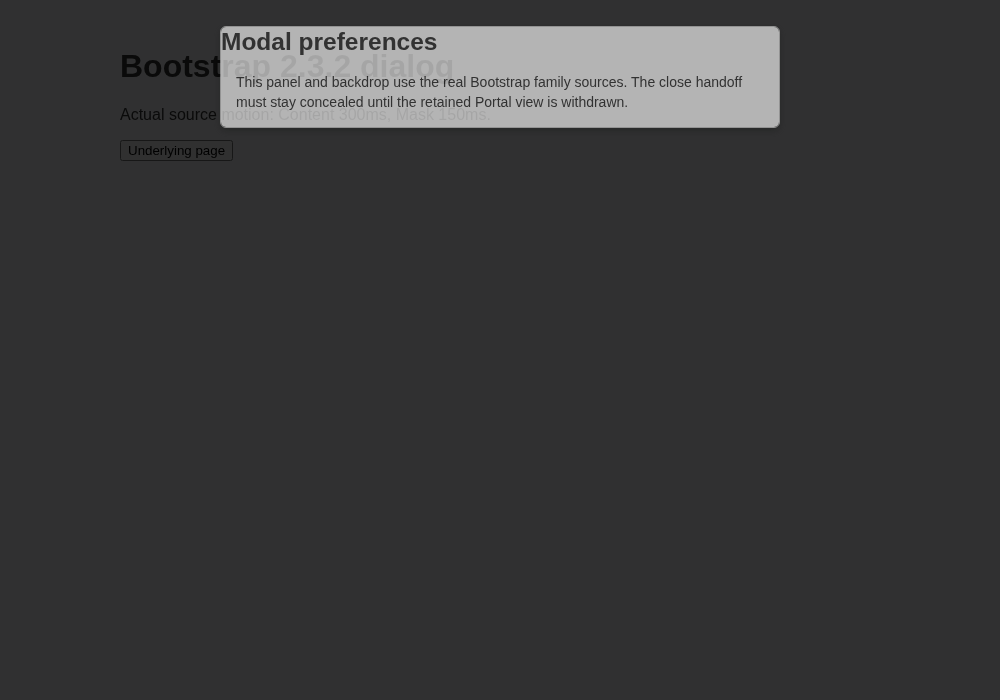 Modal preferences
Bootstrap 2.3.2 dialog
This panel and backdrop use the real Bootstrap family sources. The close handoff
must stay concealed until the retained Portal view is withdrawn.
Actual source motion: Content 300ms, Mask 150ms.
Underlying page